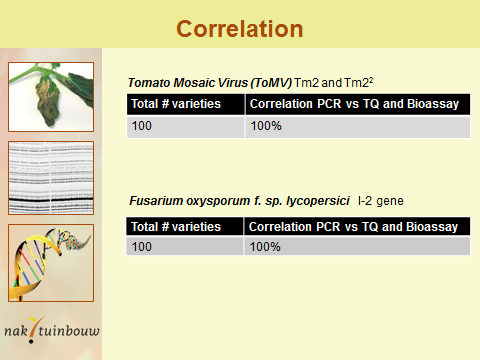 Correlation
Tomato Mosaic Virus (ToMV) Tm2 and Tm2²
Total # varieties Correlation PCR vs TQ and Bioassay
100 100%
Fusarium oxysporum f. sp. lycopersici I-2 gene
Total # varieties Correlation PCR vs TQ and Bioassay
100 100%
nak tuinbouw